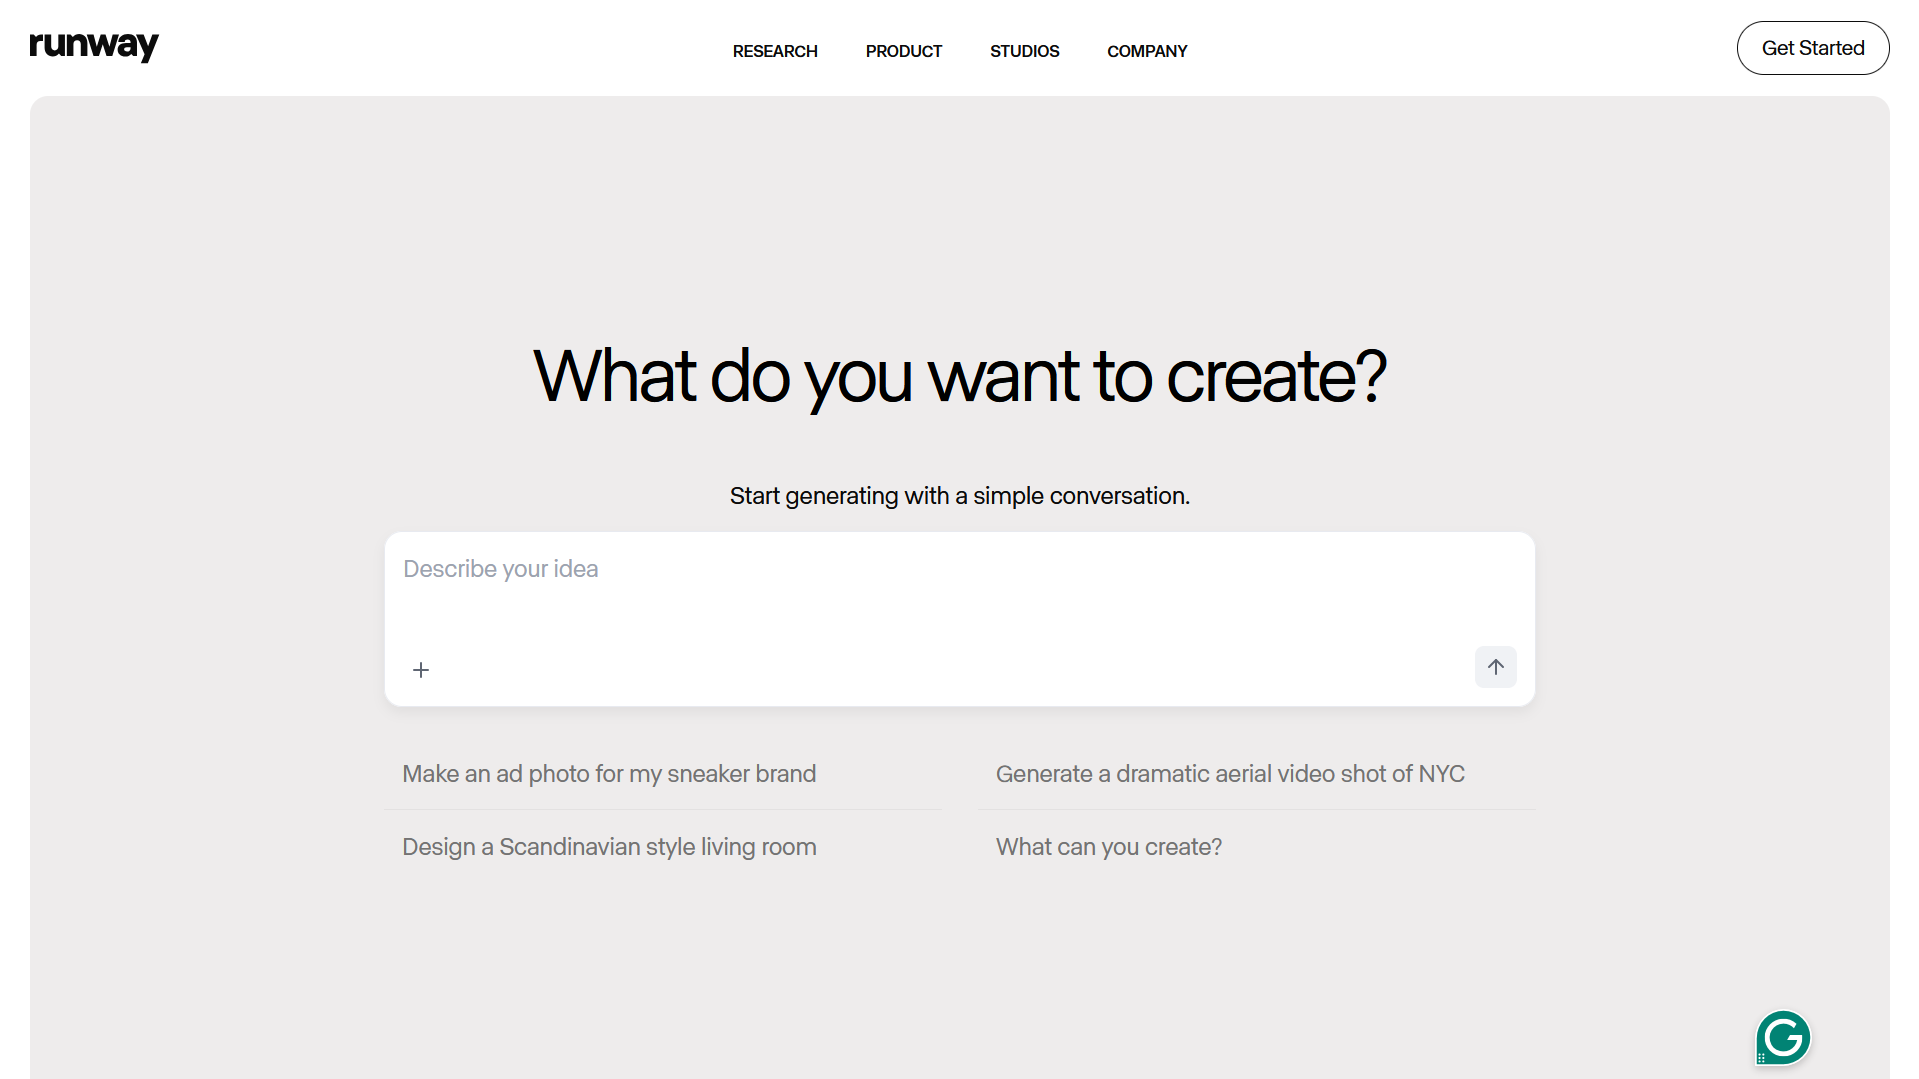 runway
RESEARCH PRODUCT STUDIOS COMPANY
Get Started
What do you want to create?
Start generating with a simple conversation.
Describe your idea
Make an ad photo for my sneaker brand
Generate a dramatic aerial video shot of NYC
Design a Scandinavian style living room
What can you create?